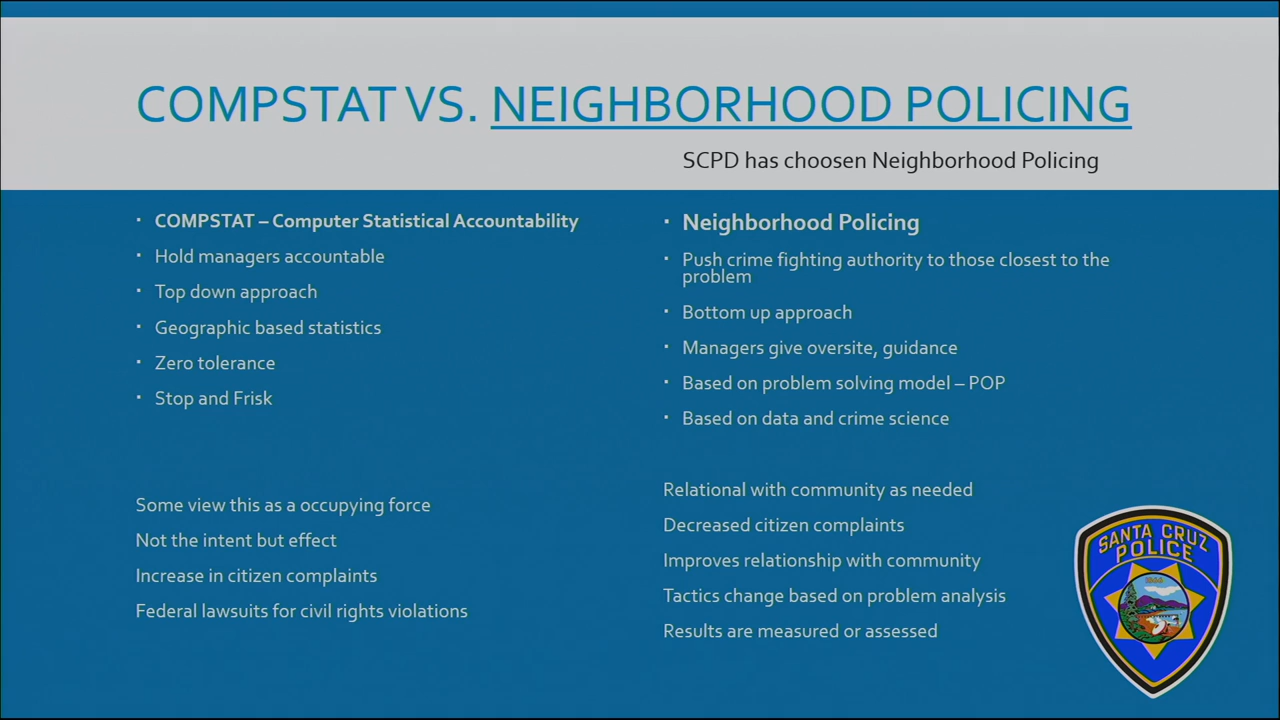 COMPSTAT VS. NEIGHBORHOOD POLICING
SCPD has choosen Neighborhood Policing
COMPSTAT – Computer Statistical Accountability
Hold managers accountable
Top down approach
Geographic based statistics
Zero tolerance
Stop and Frisk
Some view this as a occupying force
Not the intent but effect
Increase in citizen complaints
Federal lawsuits for civil rights violations
Neighborhood Policing
Push crime fighting authority to those closest to the
problem
Bottom up approach
Managers give oversite, guidance
Based on problem solving model – POP
Based on data and crime science
Relational with community as needed
Decreased citizen complaints
Improves relationship with community
Tactics change based on problem analysis
Results are measured or assessed
SANTA CRUZ
POLICE
1866